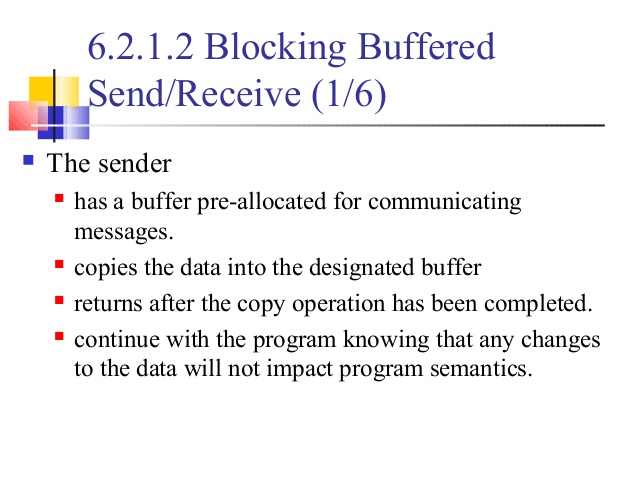 6.2.1.2 Blocking Buffered
Send/Receive (1/6)
The sender
has a buffer pre-allocated for communicating
messages.
copies the data into the designated buffer
returns after the copy operation has been completed.
continue with the program knowing that any changes
to the data will not impact program semantics.